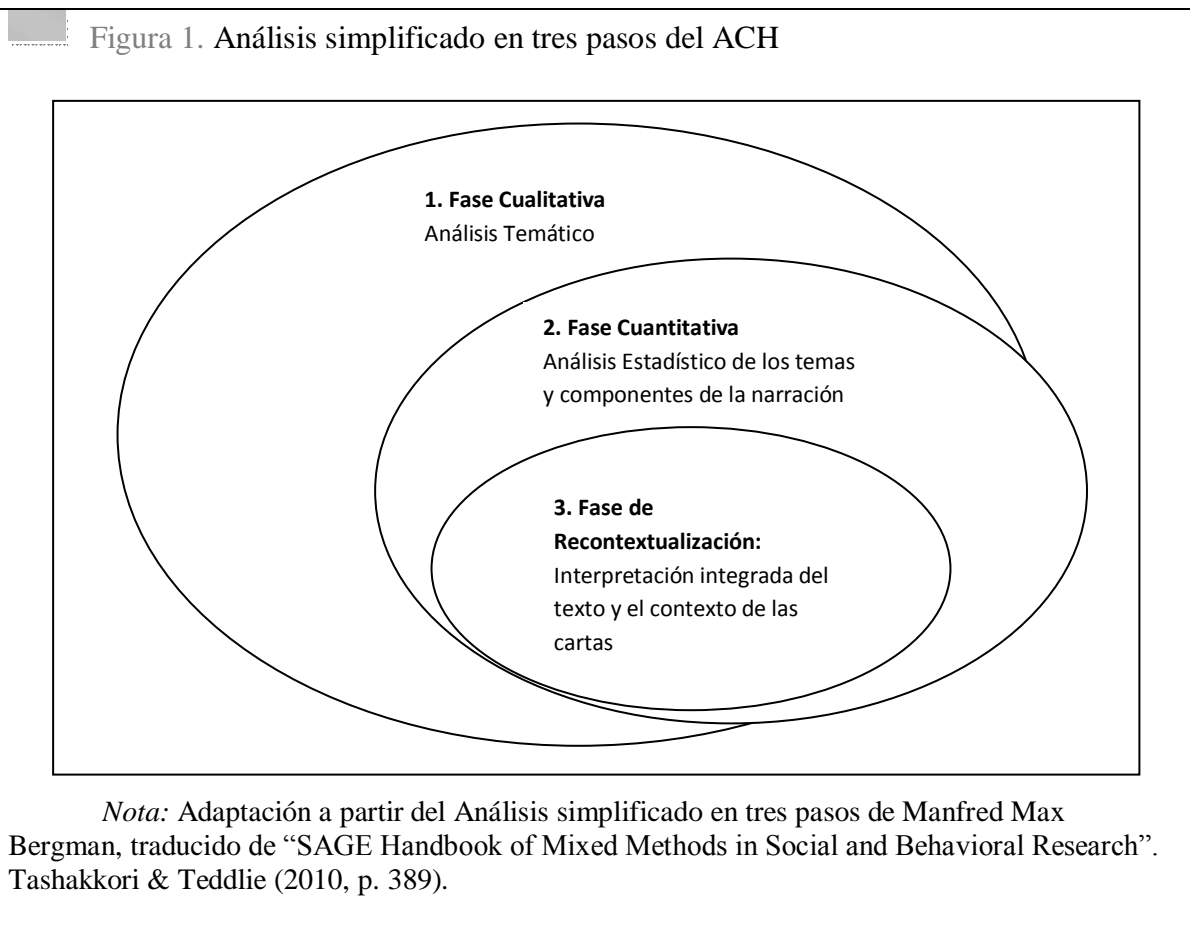 Figura 1. Análisis simplificado en tres pasos del ACH
1. Fase Cualitativa
Análisis Temático
2. Fase Cuantitativa
Análisis Estadístico de los temas
y componentes de la narración
3. Fase de
Recontextualización:
Interpretación integrada del
texto y el contexto de las
cartas
Nota: Adaptación a partir del Análisis simplificado en tres pasos de Manfred Max
Bergman, traducido de “SAGE Handbook of Mixed Methods in Social and Behavioral Research”.
Tashakkori & Teddlie (2010, p. 389).